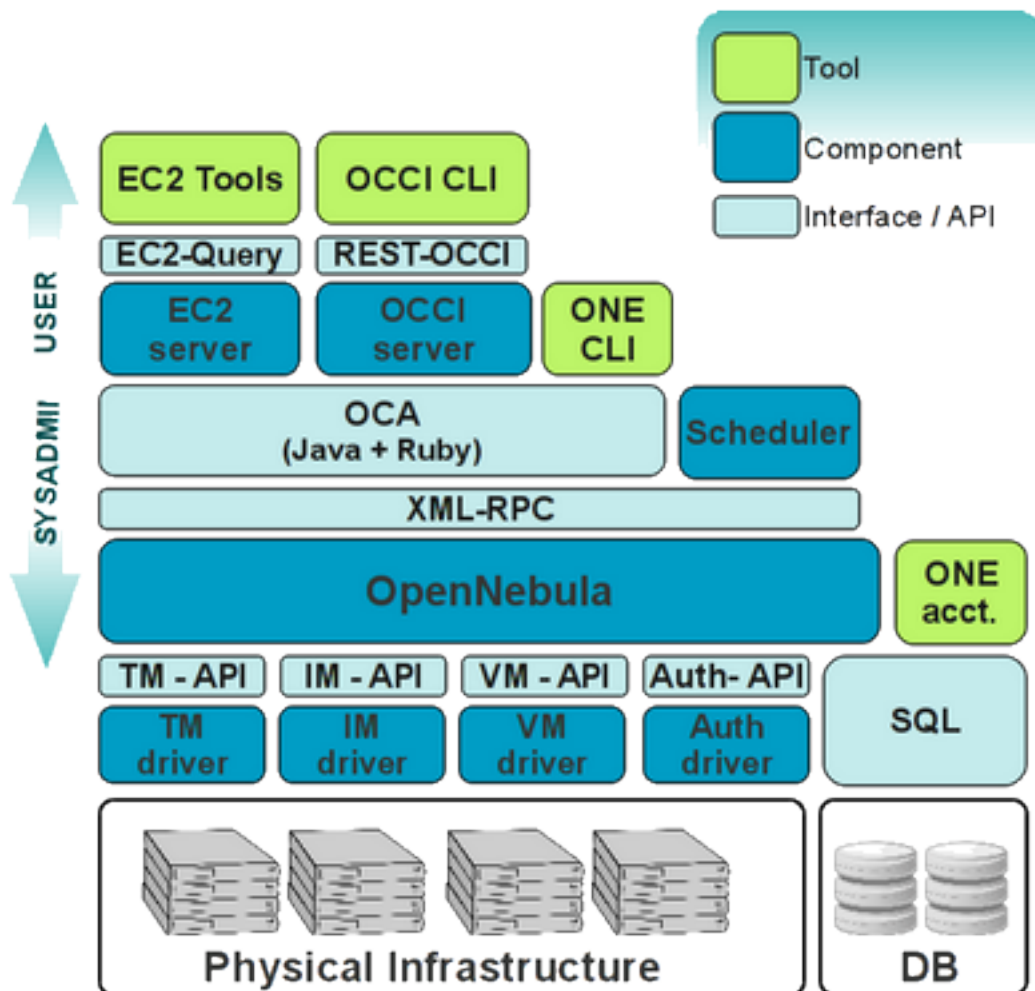 Tool
Component
Interface / API
EC2 Tools
OCCI CLI
EC2-Query
REST-OCCI
EC2
server
OCCI
server
ONE
CLI
USER
SYSADMII
OCA
(Java + Ruby)
Scheduler
XML-RPC
OpenNebula
ONE
acct.
TM - API
IM - API
VM - API
Auth- API
TM
driver
IM
driver
VM
driver
Auth
driver
SQL
Physical Infrastructure
DB